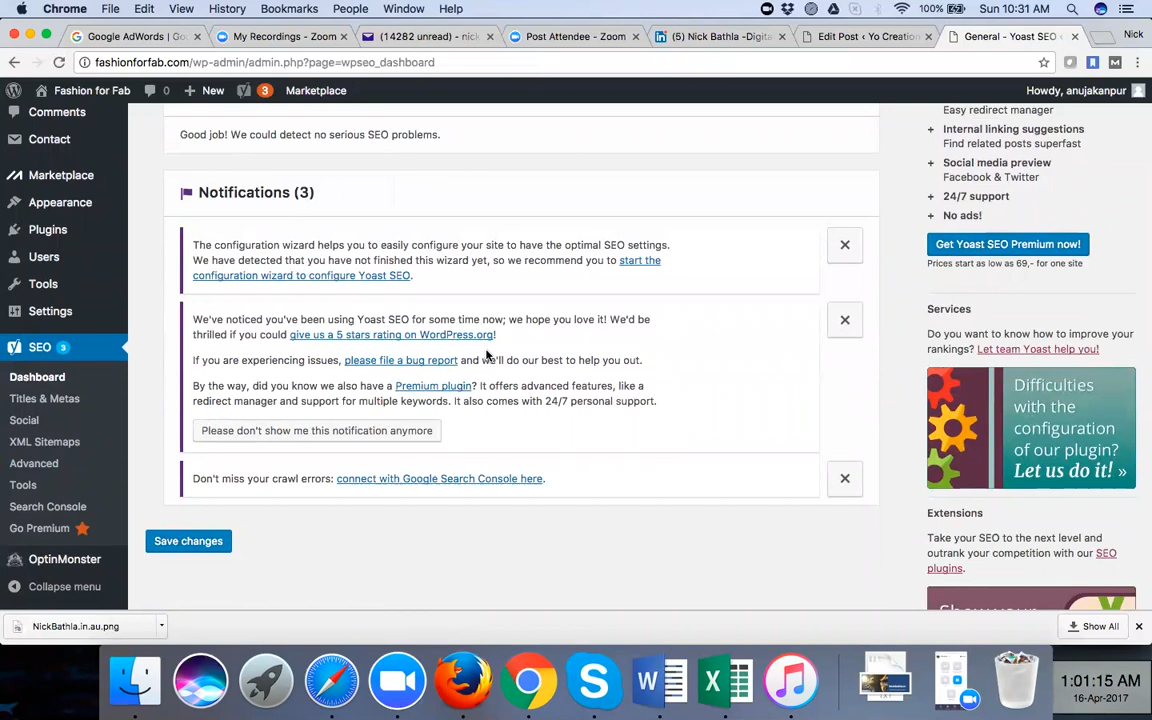 Chrome File Edit View History Bookmarks People Window Help 100% Sun 10:31 AM
Google AdWords | Go My Recordings - Zoom (14282 unread) - nick Post Attendee - Zoom (5) Nick Bathla -Digita Edit Post ‹ Yo Creation General - Yoast SEO ‹ Nick
fashionforfab.com/wp-admin/admin.php?page=wpseo_dashboard
Fashion for Fab 0 + New 3 Marketplace Howdy, anujakanpur
Comments
Contact
Marketplace
Appearance
Plugins
Users
Tools
Settings
SEO 3
Dashboard
Titles & Metas
Social
XML Sitemaps
Advanced
Tools
Search Console
Go Premium
OptinMonster
Collapse menu
Good job! We could detect no serious SEO problems.
Notifications (3)
The configuration wizard helps you to easily configure your site to have the optimal SEO settings.
We have detected that you have not finished this wizard yet, so we recommend you to start the
configuration wizard to configure Yoast SEO.
We've noticed you've been using Yoast SEO for some time now; we hope you love it! We'd be
thrilled if you could give us a 5 stars rating on WordPress.org!
If you are experiencing issues, please file a bug report and we'll do our best to help you out.
By the way, did you know we also have a Premium plugin? It offers advanced features, like a
redirect manager and support for multiple keywords. It also comes with 24/7 personal support.
Please don't show me this notification anymore
Don't miss your crawl errors: connect with Google Search Console here.
Save changes
Easy redirect manager
+ Internal linking suggestions
Find related posts superfast
+ Social media preview
Facebook & Twitter
+ 24/7 support
+ No ads!
Get Yoast SEO Premium now!
Prices start as low as 69,- for one site
Services
Do you want to know how to improve your
rankings? Let team Yoast help you!
Difficulties
with the
configuration
of our plugin?
Let us do it! »
Extensions
Take your SEO to the next level and
outrank your competition with our SEO
plugins.
NickBathla.in.au.png
Show All
1:01:15 AM
16-Apr-2017